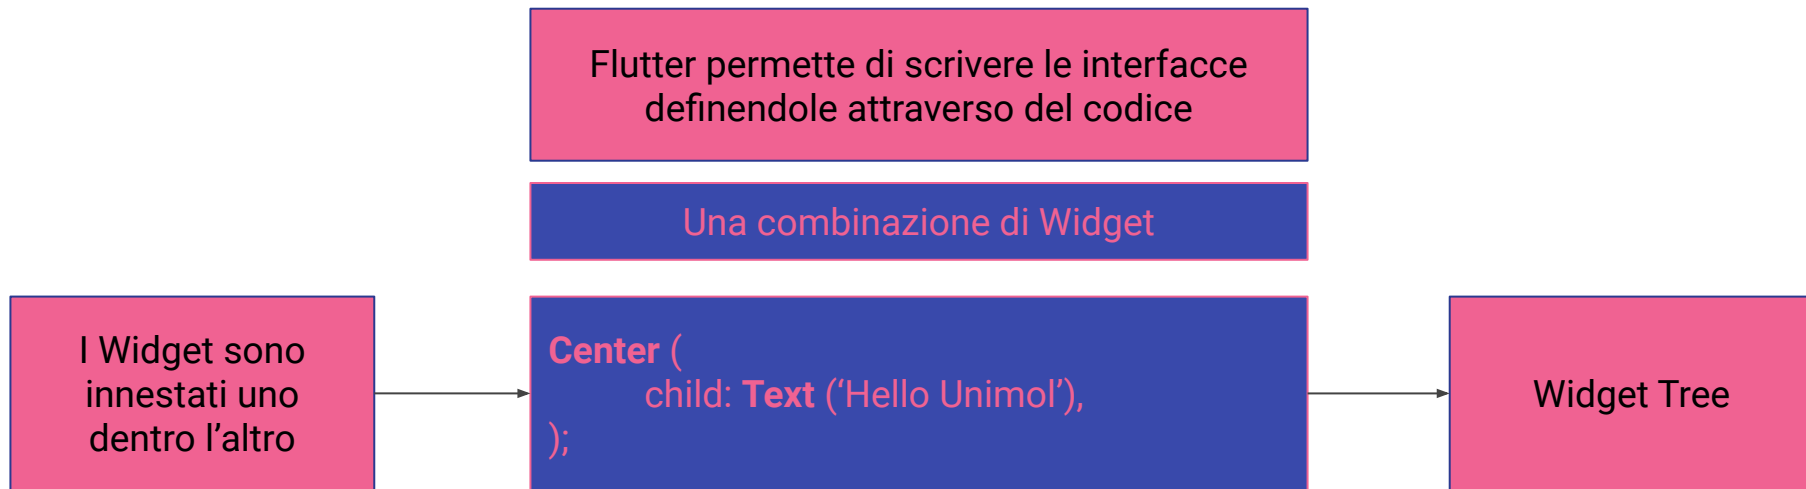 Flutter permette di scrivere le interfacce
definendole attraverso del codice
Una combinazione di Widget
I Widget sono
innestati uno
dentro l’altro
Center (
child: Text (‘Hello Unimol’),
);
Widget Tree